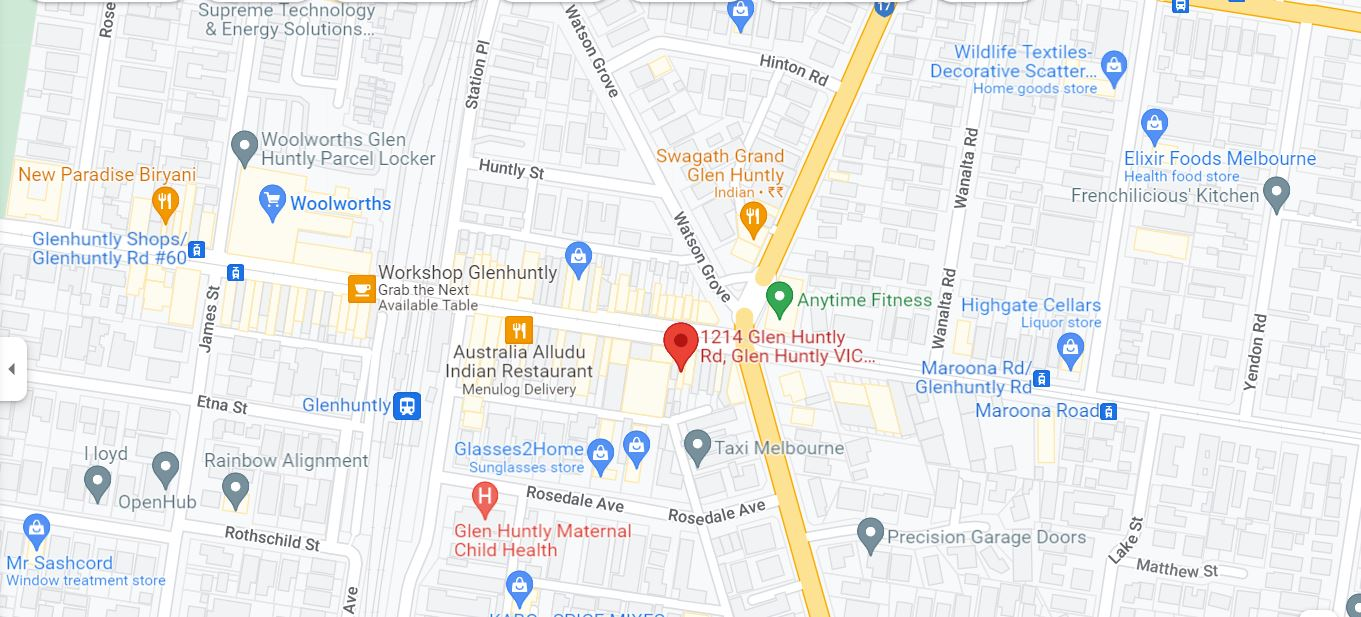 Supreme Technology
& Energy Solutions...
17
Rose
Station Pl
Watson Grove
Hinton Rd
Wildlife Textiles-
Decorative Scatter...
Home goods store
Woolworths Glen
Huntly Parcel Locker
Huntly St
Swagath Grand
Glen Huntly
Indian • ₹₹
Wanalta Rd
Elixir Foods Melbourne
Health food store
Frenchilicious' Kitchen
New Paradise Biryani
Woolworths
Glenhuntly Shops/
Glenhuntly Rd #60
Watson Grove
Workshop Glenhuntly
Grab the Next
Available Table
Anytime Fitness
Wanalta Rd
Highgate Cellars
Liquor store
James St
1214 Glen Huntly
Rd, Glen Huntly VIC...
Australia Alludu
Indian Restaurant
Menulog Delivery
Maroona Rd/
Glenhuntly Rd
Yendon Rd
Maroona Road
Etna St
Glenhuntly
Glasses2Home
Sunglasses store
Taxi Melbourne
I loyd
OpenHub
Rainbow Alignment
H
Rosedale Ave
Rosedale Ave
Glen Huntly Maternal
Child Health
Rothschild St
Precision Garage Doors
Lake St
Matthew St
Mr Sashcord
Window treatment store
Ave